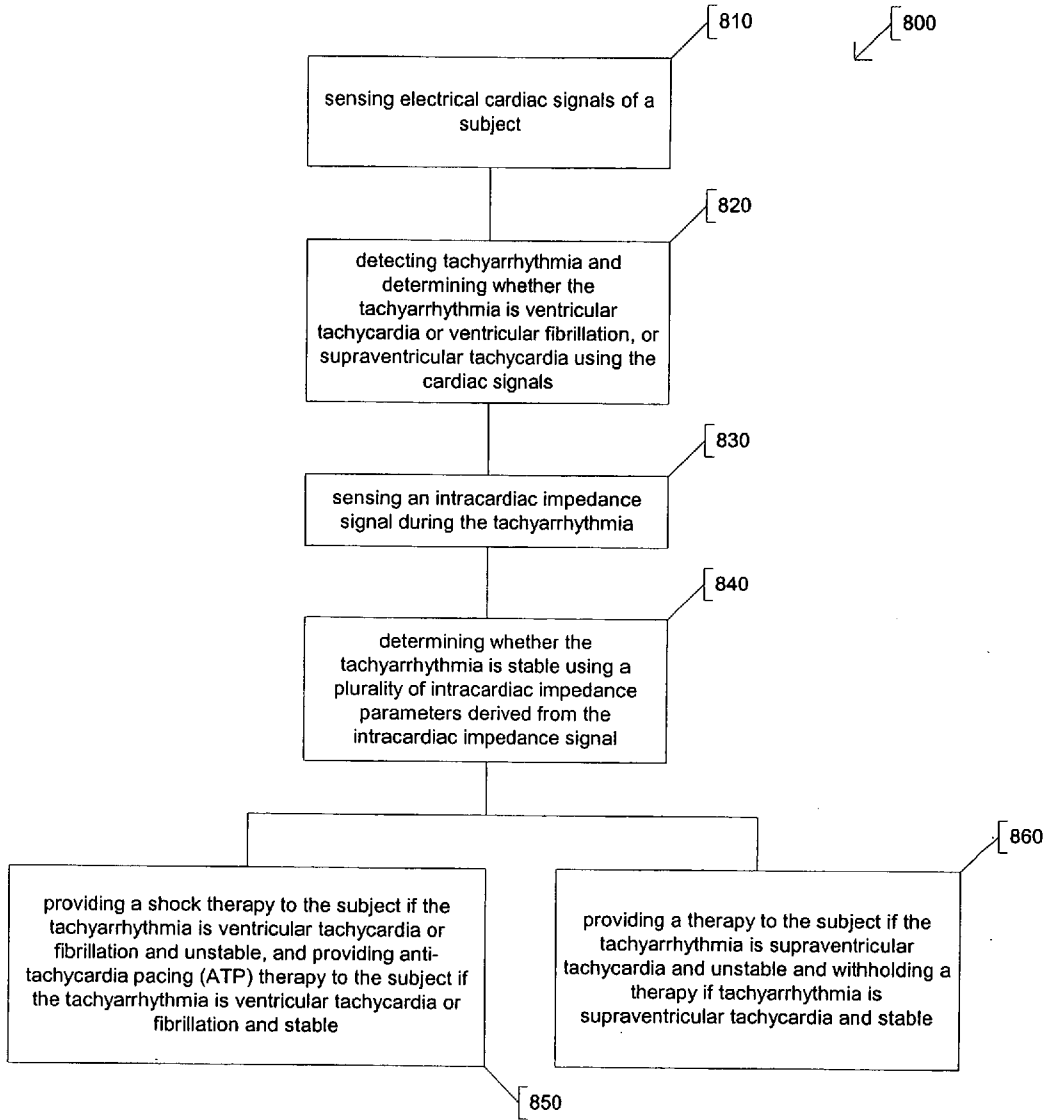 810
800
sensing electrical cardiac signals of a
subject
820
detecting tachyarrhythmia and
determining whether the
tachyarrhythmia is ventricular
tachycardia or ventricular fibrillation, or
supraventricular tachycardia using the
cardiac signals
830
sensing an intracardiac impedance
signal during the tachyarrhythmia
840
determining whether the
tachyarrhythmia is stable using a
plurality of intracardiac impedance
parameters derived from the
intracardiac impedance signal
850
providing a shock therapy to the subject if the
tachyarrhythmia is ventricular tachycardia or
fibrillation and unstable, and providing anti-
tachycardia pacing (ATP) therapy to the subject if
the tachyarrhythmia is ventricular tachycardia or
fibrillation and stable
860
providing a therapy to the subject if the
tachyarrhythmia is supraventricular
tachycardia and unstable and withholding a
therapy if tachyarrhythmia is
supraventricular tachycardia and stable